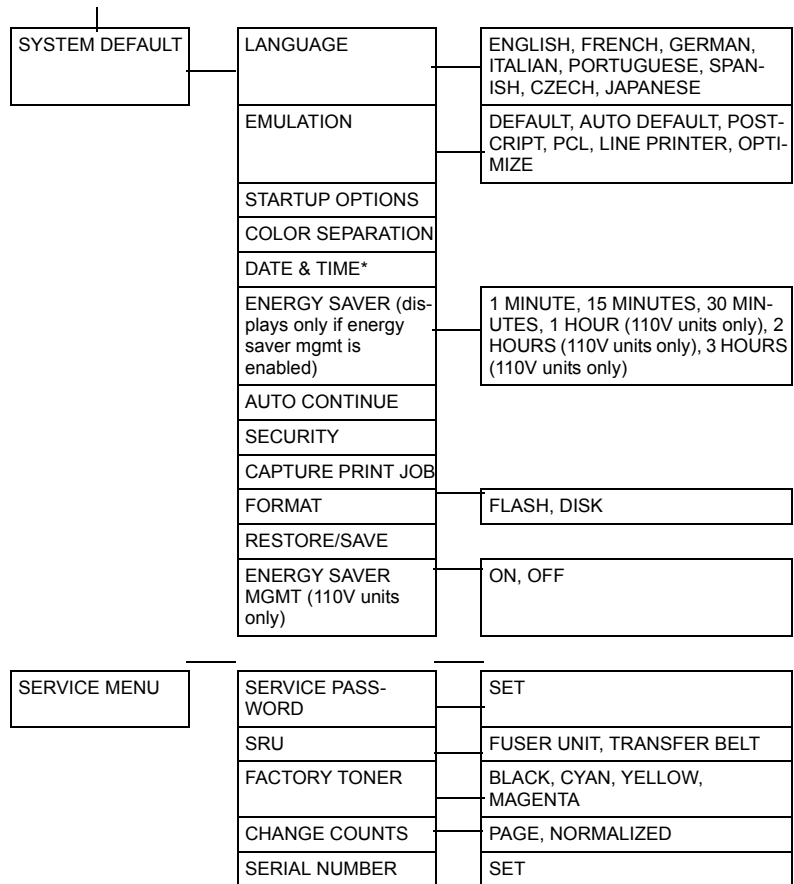 SYSTEM DEFAULT
LANGUAGE
ENGLISH, FRENCH, GERMAN,
ITALIAN, PORTUGUESE, SPAN-
ISH, CZECH, JAPANESE
EMULATION
DEFAULT, AUTO DEFAULT, POST-
CRIPT, PCL, LINE PRINTER, OPTI-
MIZE
STARTUP OPTIONS
COLOR SEPARATION
DATE & TIME*
ENERGY SAVER (dis-
plays only if energy
saver mgmt is
enabled)
1 MINUTE, 15 MINUTES, 30 MIN-
UTES, 1 HOUR (110V units only), 2
HOURS (110V units only), 3 HOURS
(110V units only)
AUTO CONTINUE
SECURITY
CAPTURE PRINT JOB
FORMAT
FLASH, DISK
RESTORE/SAVE
ENERGY SAVER
MGMT (110V units
only)
ON, OFF
SERVICE MENU
SERVICE PASS-
WORD
SET
SRU
FUSER UNIT, TRANSFER BELT
FACTORY TONER
BLACK, CYAN, YELLOW,
MAGENTA
CHANGE COUNTS
PAGE, NORMALIZED
SERIAL NUMBER
SET